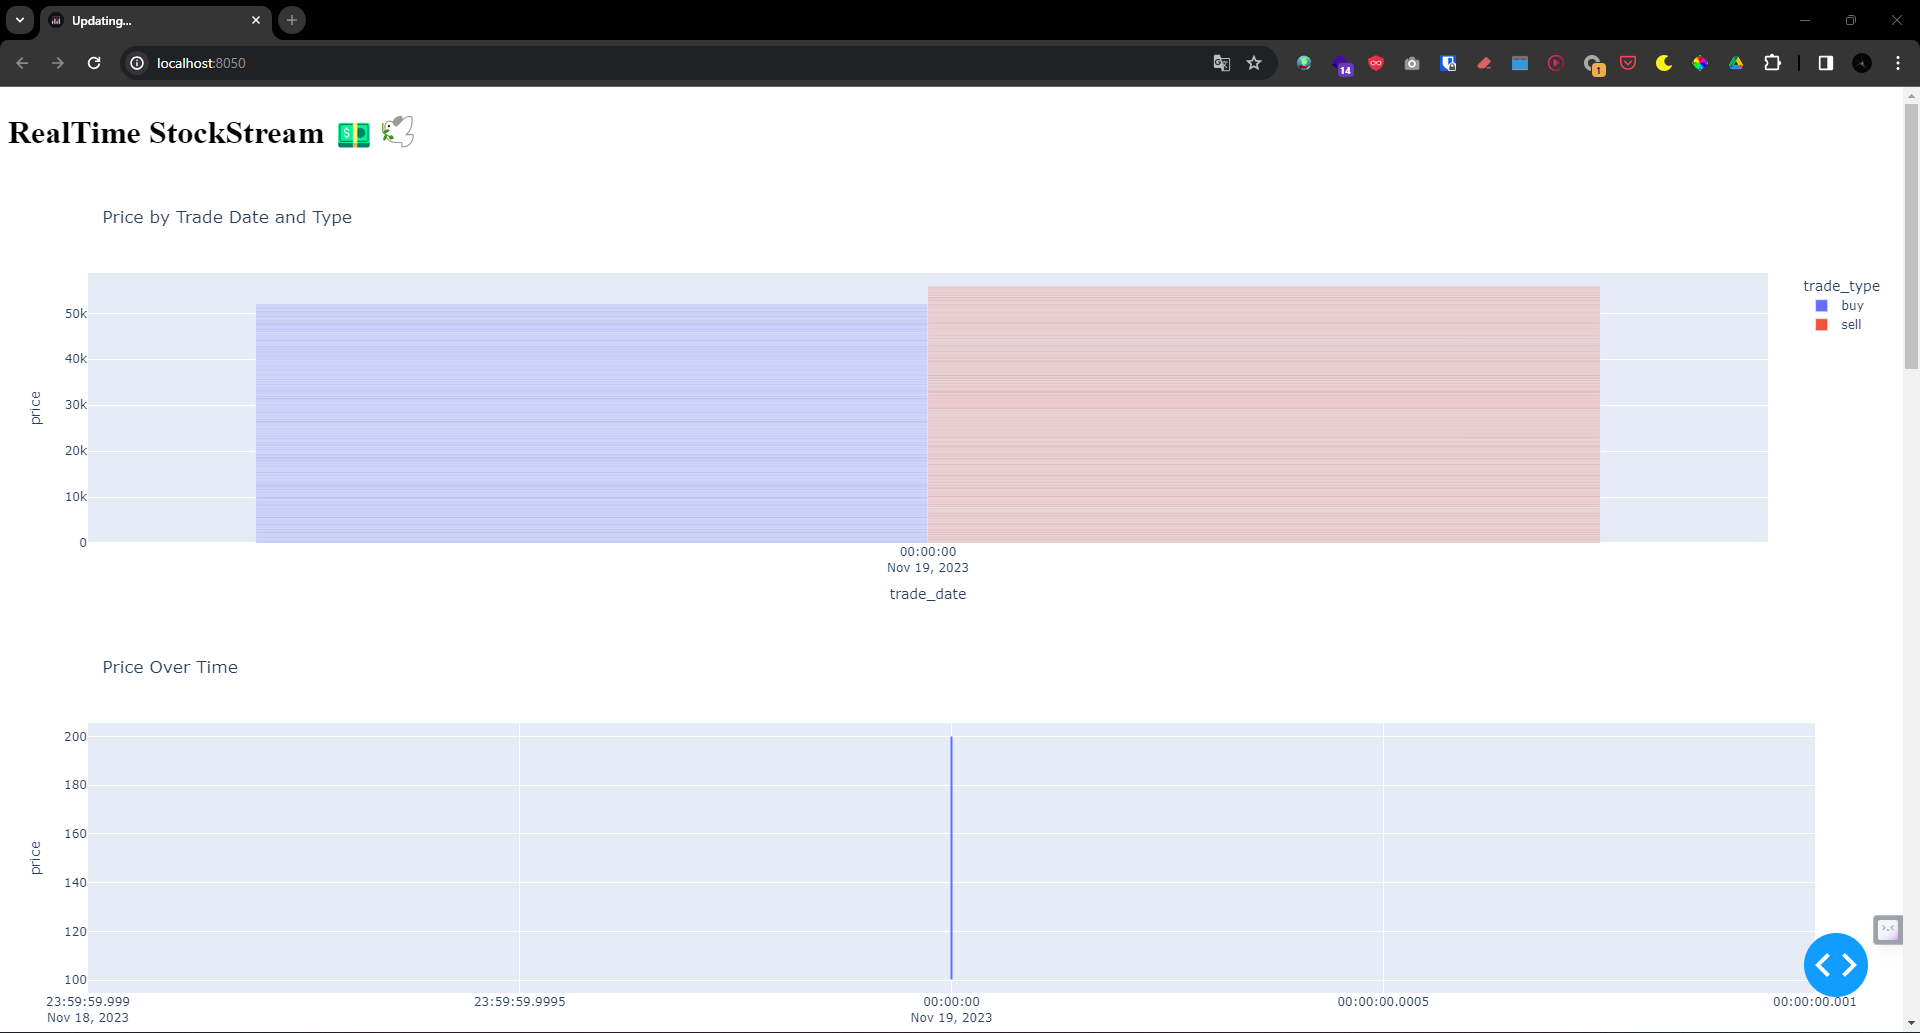 Updating...
localhost:8050
14
1
RealTime StockStream 💵 🕊
Price by Trade Date and Type
trade_type
buy
sell
50k
40k
30k
20k
10k
0
price
00:00:00
Nov 19, 2023
trade_date
Price Over Time
200
180
160
140
120
100
price
23:59:59.999
Nov 18, 2023
23:59:59.9995
00:00:00
Nov 19, 2023
00:00:00.0005
00:00:00.001